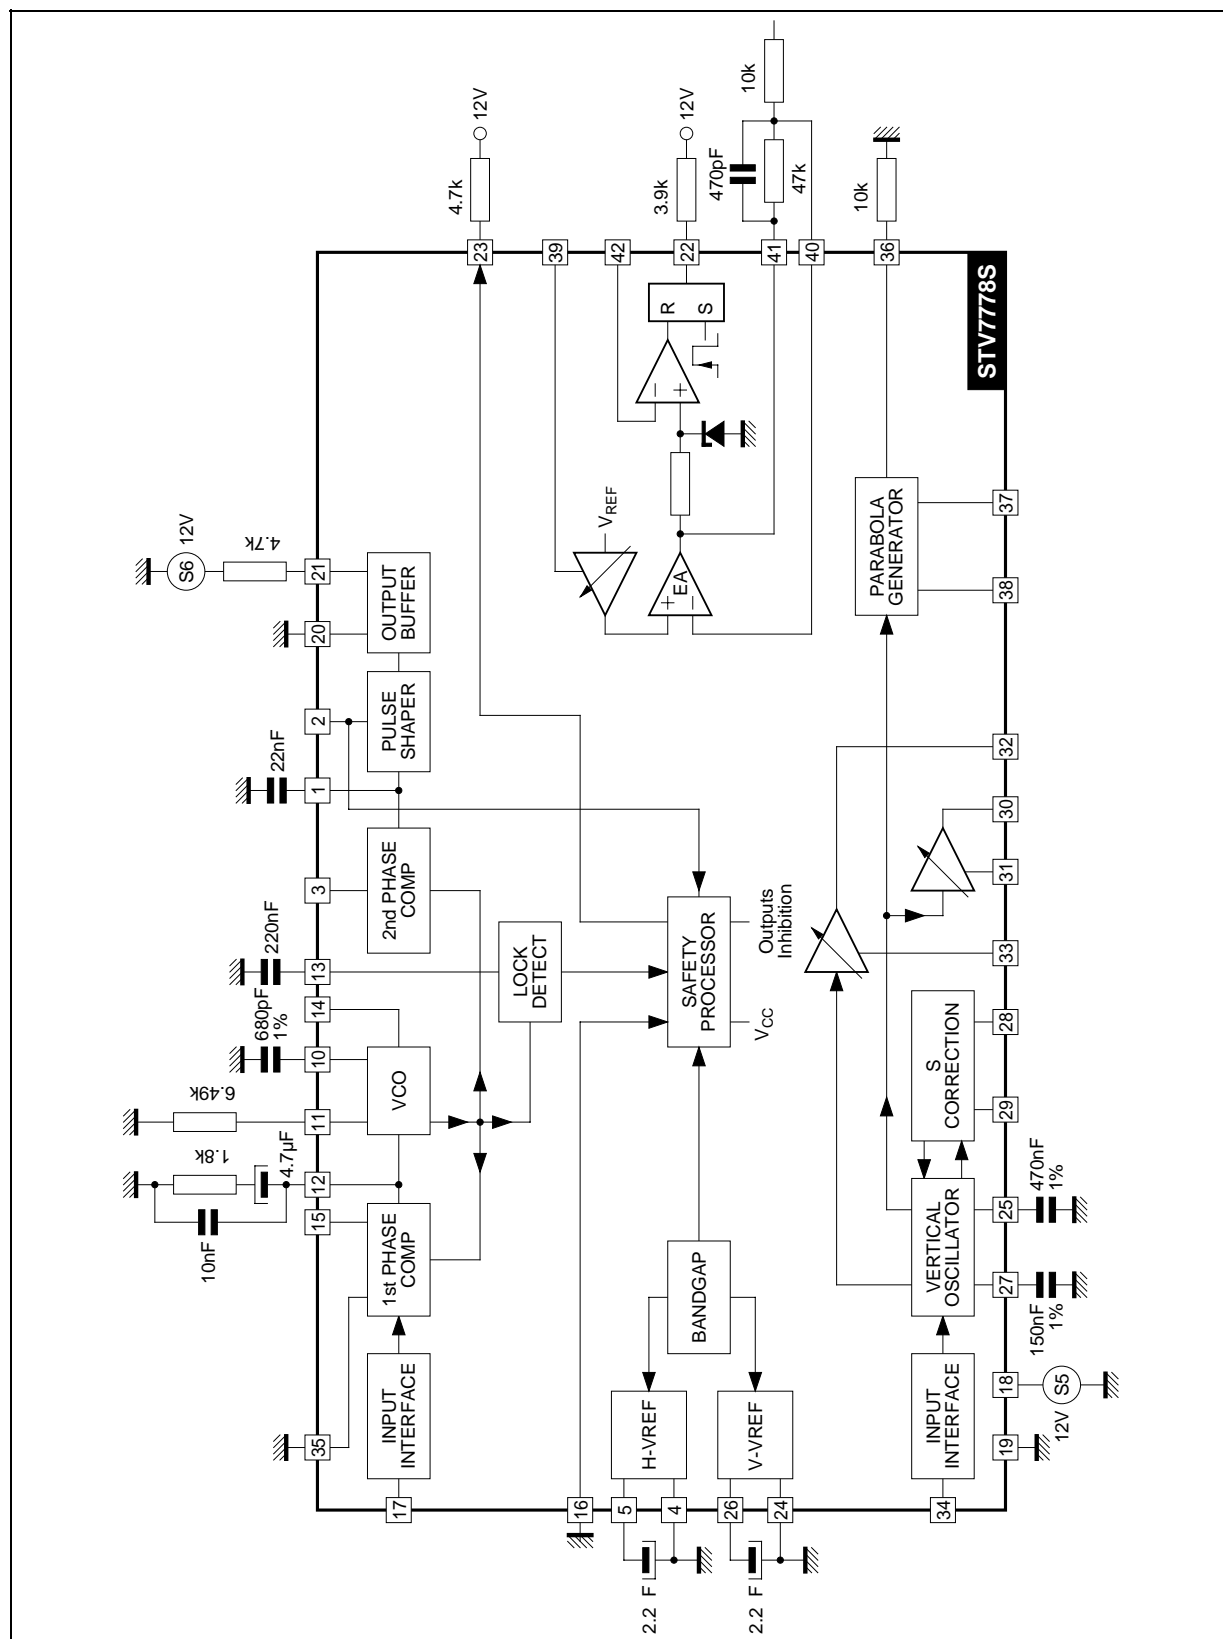 12V
4.7k
23
39
42
12V
3.9k
22
10k
470pF
47k
41
40
10k
36
STV7778S
R
S
−
+
VREF
EA
+
−
PARABOLA
GENERATOR
37
38
S6
12V
4.7k
21
20
OUTPUT
BUFFER
2
PULSE
SHAPER
22nF
1
3
2nd PHASE
COMP
220nF
13
LOCK
DETECT
SAFETY
PROCESSOR
Outputs
Inhibition
VCC
14
680pF
1%
10
VCO
6.49k
11
1.8k
4.7µF
12
10nF
15
1st PHASE
COMP
35
INPUT
INTERFACE
17
16
BANDGAP
H-VREF
5
4
2.2 F
V-VREF
26
24
2.2 F
32
30
31
33
S
CORRECTION
28
29
VERTICAL
OSCILLATOR
25
470nF
1%
27
150nF
1%
INPUT
INTERFACE
34
18
S5
12V
19